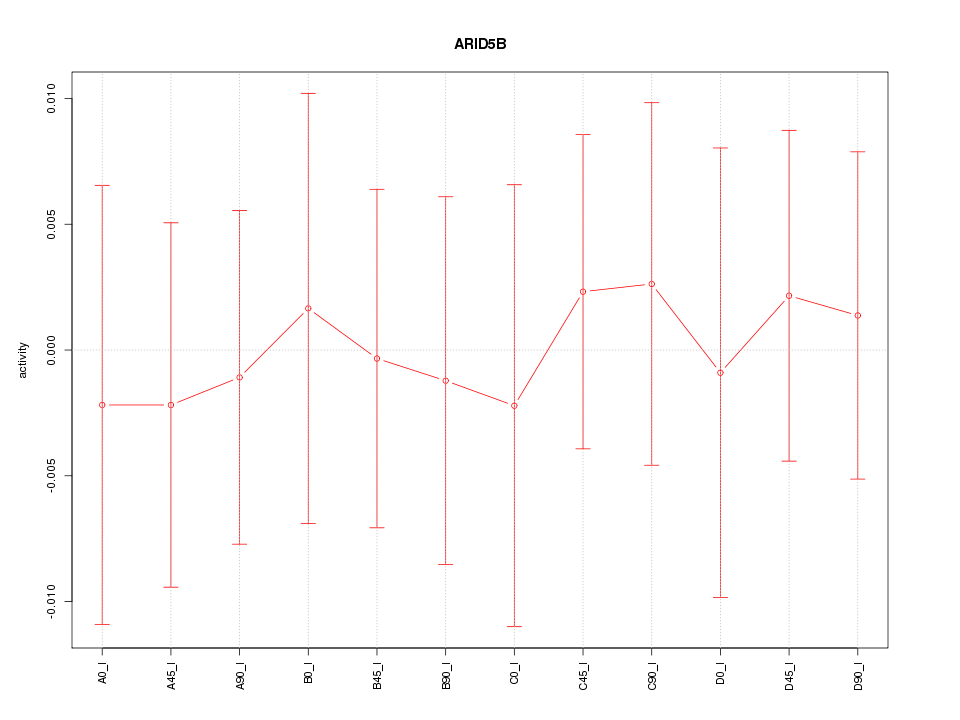 ARID5B
activity
0.010
0.005
0.000
-0.005
-0.010
A0_I
A45_I
A90_I
B0_I
B45_I
B90_I
C0_I
C45_I
C90_I
D0_I
D45_I
D90_I